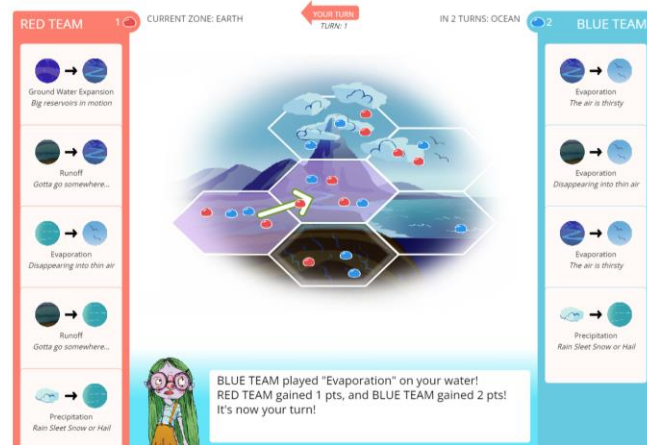 RED TEAM
1
CURRENT ZONE: EARTH
YOUR TURN
TURN: 1
IN 2 TURNS: OCEAN
2
BLUE TEAM
Ground Water Expansion
Big reservoirs in motion
Runoff
Gotta go somewhere...
Evaporation
Disappearing into thin air
Runoff
Gotta go somewhere...
Precipitation
Rain Sleet Snow or Hail
Evaporation
The air is thirsty
Evaporation
Disappearing into thin air
Evaporation
The air is thirsty
Precipitation
Rain Sleet Snow or Hail
BLUE TEAM played "Evaporation" on your water!
RED TEAM gained 1 pts, and BLUE TEAM gained 2 pts!
It's now your turn!